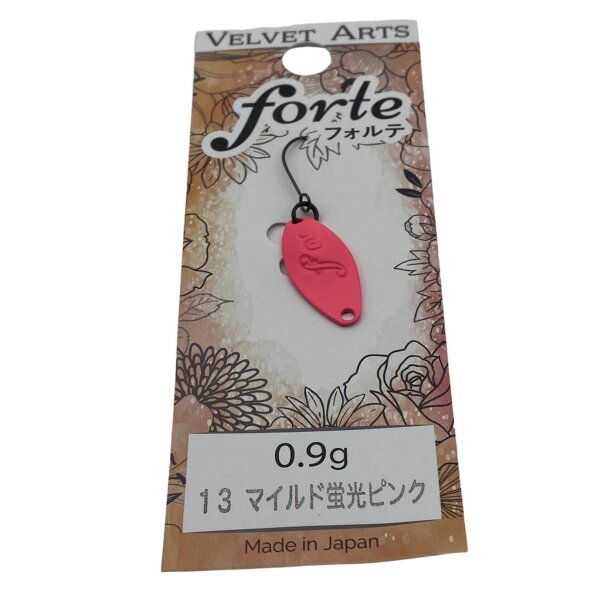 VELVET ARTS
forte
フォルテ
0.9g
13 マイルド蛍光ピンク
Made in Japan